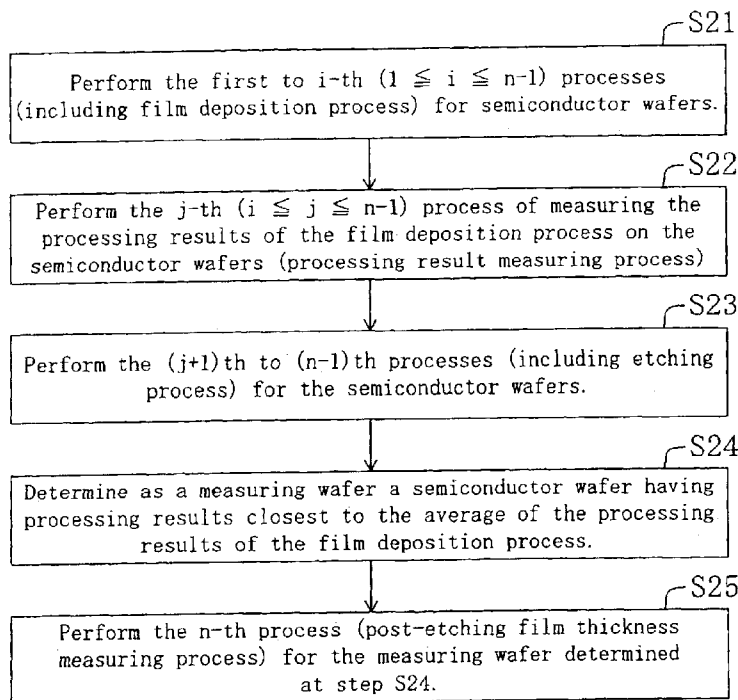 S21
Perform the first to i-th (1 ≦ i ≦ n-1) processes
(including film deposition process) for semiconductor wafers.
S22
Perform the j-th (i ≦ j ≦ n-1) process of measuring the
processing results of the film deposition process on the
semiconductor wafers (processing result measuring process)
S23
Perform the (j+1)th to (n-1)th processes (including etching
process) for the semiconductor wafers.
S24
Determine as a measuring wafer a semiconductor wafer having
processing results closest to the average of the processing
results of the film deposition process.
S25
Perform the n-th process (post-etching film thickness
measuring process) for the measuring wafer determined
at step S24.